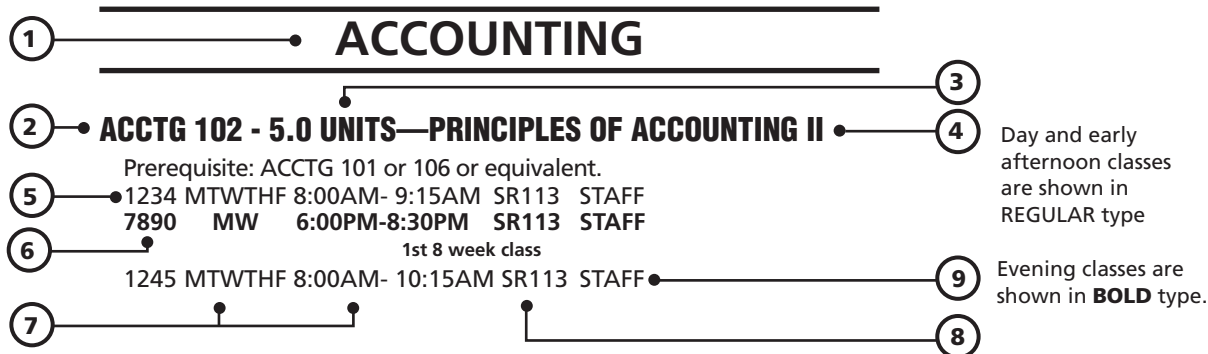 1
ACCOUNTING
3
2
ACCTG 102 - 5.0 UNITS—PRINCIPLES OF ACCOUNTING II
4
Prerequisite: ACCTG 101 or 106 or equivalent.
5
1234 MTWTHF 8:00AM- 9:15AM SR113 STAFF
7890 MW 6:00PM-8:30PM SR113 STAFF
6
1st 8 week class
1245 MTWTHF 8:00AM- 10:15AM SR113 STAFF
9
7
8
Day and early
afternoon classes
are shown in
REGULAR type
Evening classes are
shown in BOLD type.